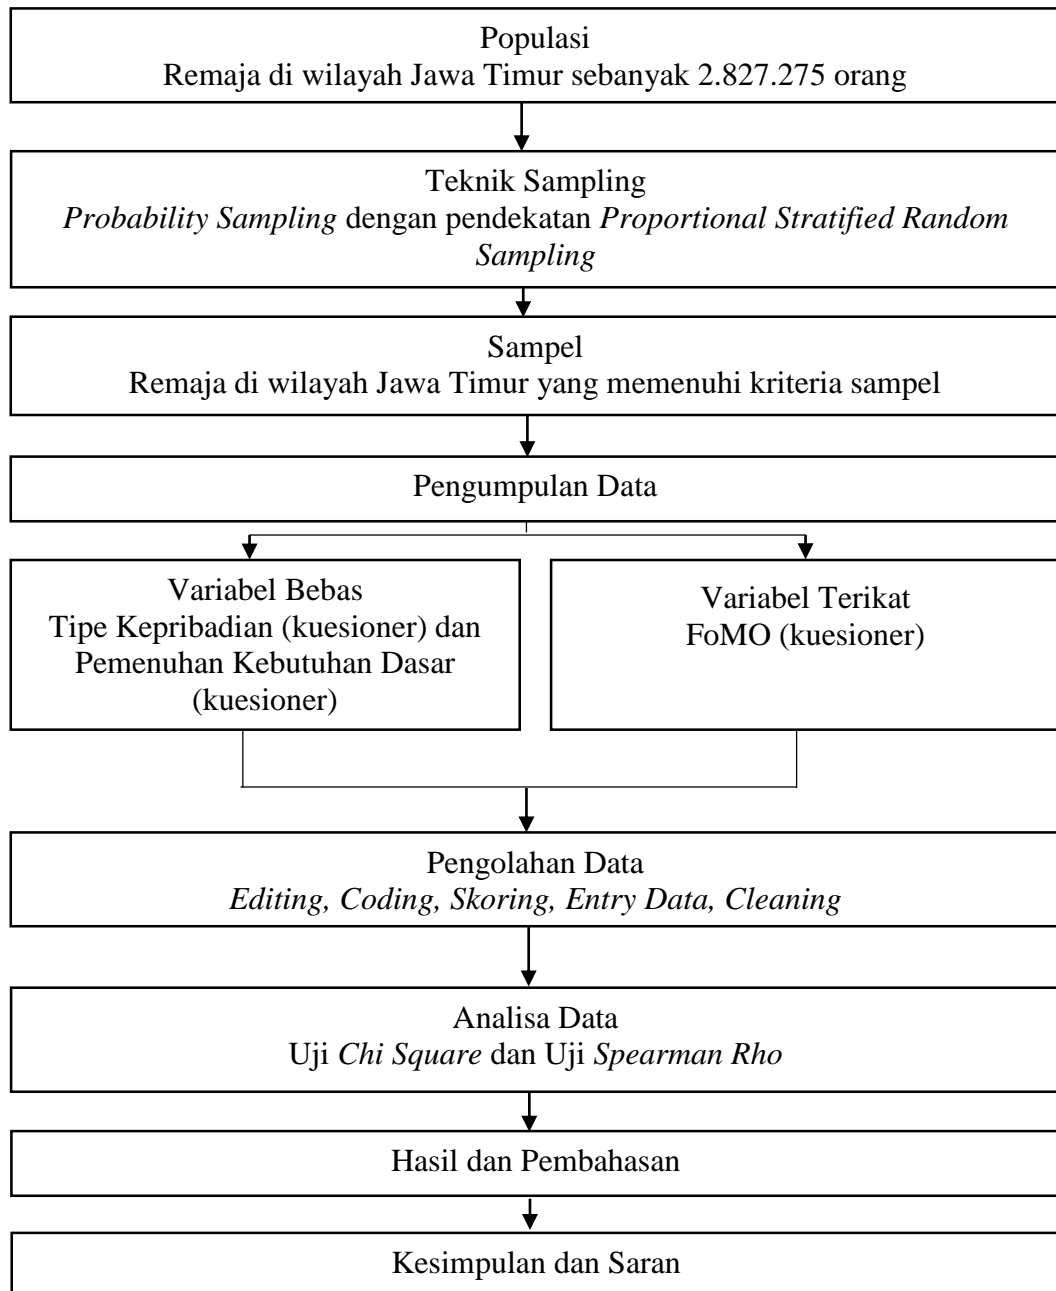 Populasi
Remaja di wilayah Jawa Timur sebanyak 2.827.275 orang
Teknik Sampling
Probability Sampling dengan pendekatan Proportional Stratified Random
Sampling
Sampel
Remaja di wilayah Jawa Timur yang memenuhi kriteria sampel
Pengumpulan Data
Variabel Bebas
Tipe Kepribadian (kuesioner) dan
Pemenuhan Kebutuhan Dasar
(kuesioner)
Variabel Terikat
FoMO (kuesioner)
Pengolahan Data
Editing, Coding, Skoring, Entry Data, Cleaning
Analisa Data
Uji Chi Square dan Uji Spearman Rho
Hasil dan Pembahasan
Kesimpulan dan Saran